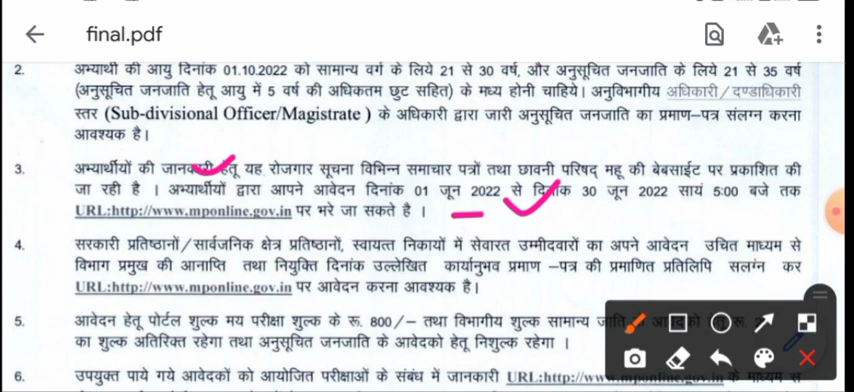 final.pdf
2. अभ्यार्थी की आयु दिनांक 01.10.2022 को सामान्य वर्ग के लिये 21 से 30 वर्ष, और अनुसूचित जनजाति के लिये 21 से 35 वर्ष
(अनुसूचित जनजाति हेतू आयु में 5 वर्ष की अधिकतम छुट सहित) के मध्य होनी चाहिये। अनुविभागीय अधिकारी/दण्डाधिकारी
स्तर (Sub-divisional Officer/Magistrate ) के अधिकारी द्वारा जारी अनुसूचित जनजाति का प्रमाण–पत्र संलग्न करना
आवश्यक है।
3. अभ्यार्थीयों की जानकारी हेतू यह रोजगार सूचना विभिन्न समाचार पत्रों तथा छावनी परिषद् महू की बेबसाईट पर प्रकाशित की
जा रही है । अभ्यार्थीयों द्वारा आपने आवेदन दिनांक 01 जून 2022 से दिनांक 30 जून 2022 सायं 5:00 बजे तक
URL:http://www.mponline.gov.in पर भरे जा सकते है ।
4. सरकारी प्रतिष्ठानों/सार्वजनिक क्षेत्र प्रतिष्ठानों, स्वायत्त निकायों में सेवारत उम्मीदवारों का अपने आवेदन उचित माध्यम से
विभाग प्रमुख की आनाप्ति तथा नियुक्ति दिनांक उल्लेखित कार्यानुभव प्रमाण –पत्र की प्रमाणित प्रतिलिपि सलग्न कर
URL:http://www.mponline.gov.in पर आवेदन करना आवश्यक है।
5. आवेदन हेतू पोर्टल शुल्क मय परीक्षा शुल्क के रू. 800/– तथा विभागीय शुल्क सामान्य
का शुल्क अतिरिक्त रहेगा तथा अनुसूचित जनजाति के आवेदको हेतू निशुल्क रहेगा ।
6. उपयुक्त पाये गये आवेदकों को आयोजित परीक्षाओं के संबंध में जानकारी URL:http://www.mponline.gov.in के माध्यम से